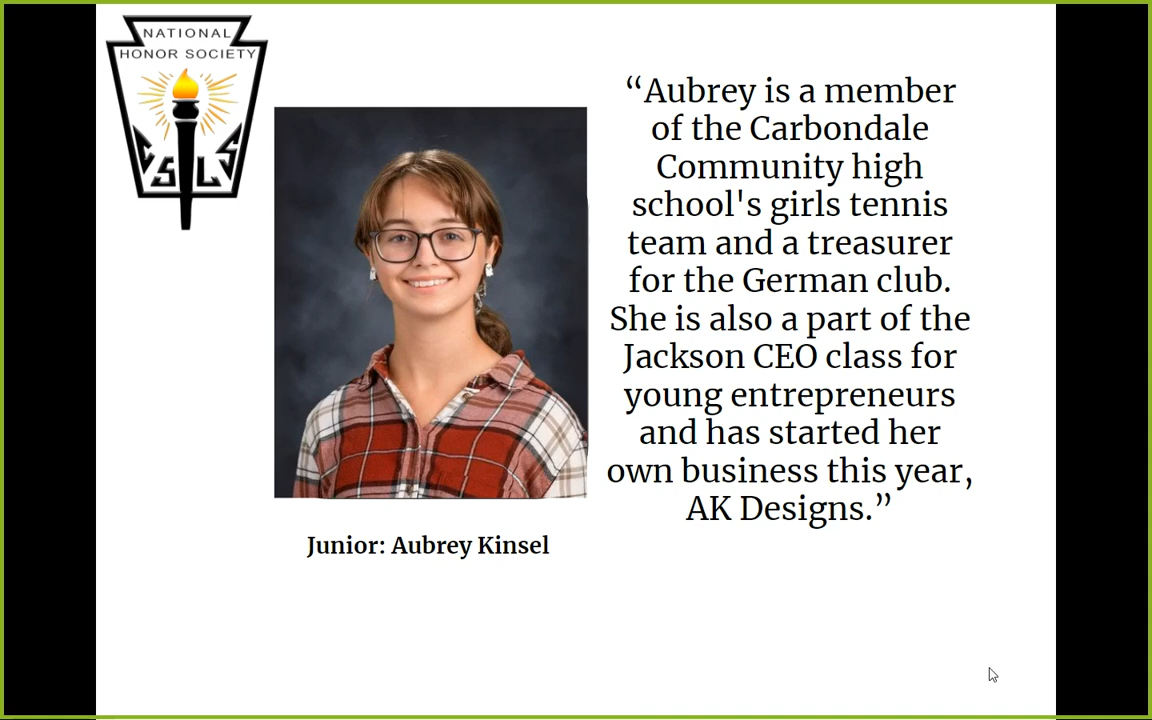 NATIONAL
HONOR SOCIETY
C S L S
“Aubrey is a member
of the Carbondale
Community high
school's girls tennis
team and a treasurer
for the German club.
She is also a part of the
Jackson CEO class for
young entrepreneurs
and has started her
own business this year,
AK Designs.”
Junior: Aubrey Kinsel